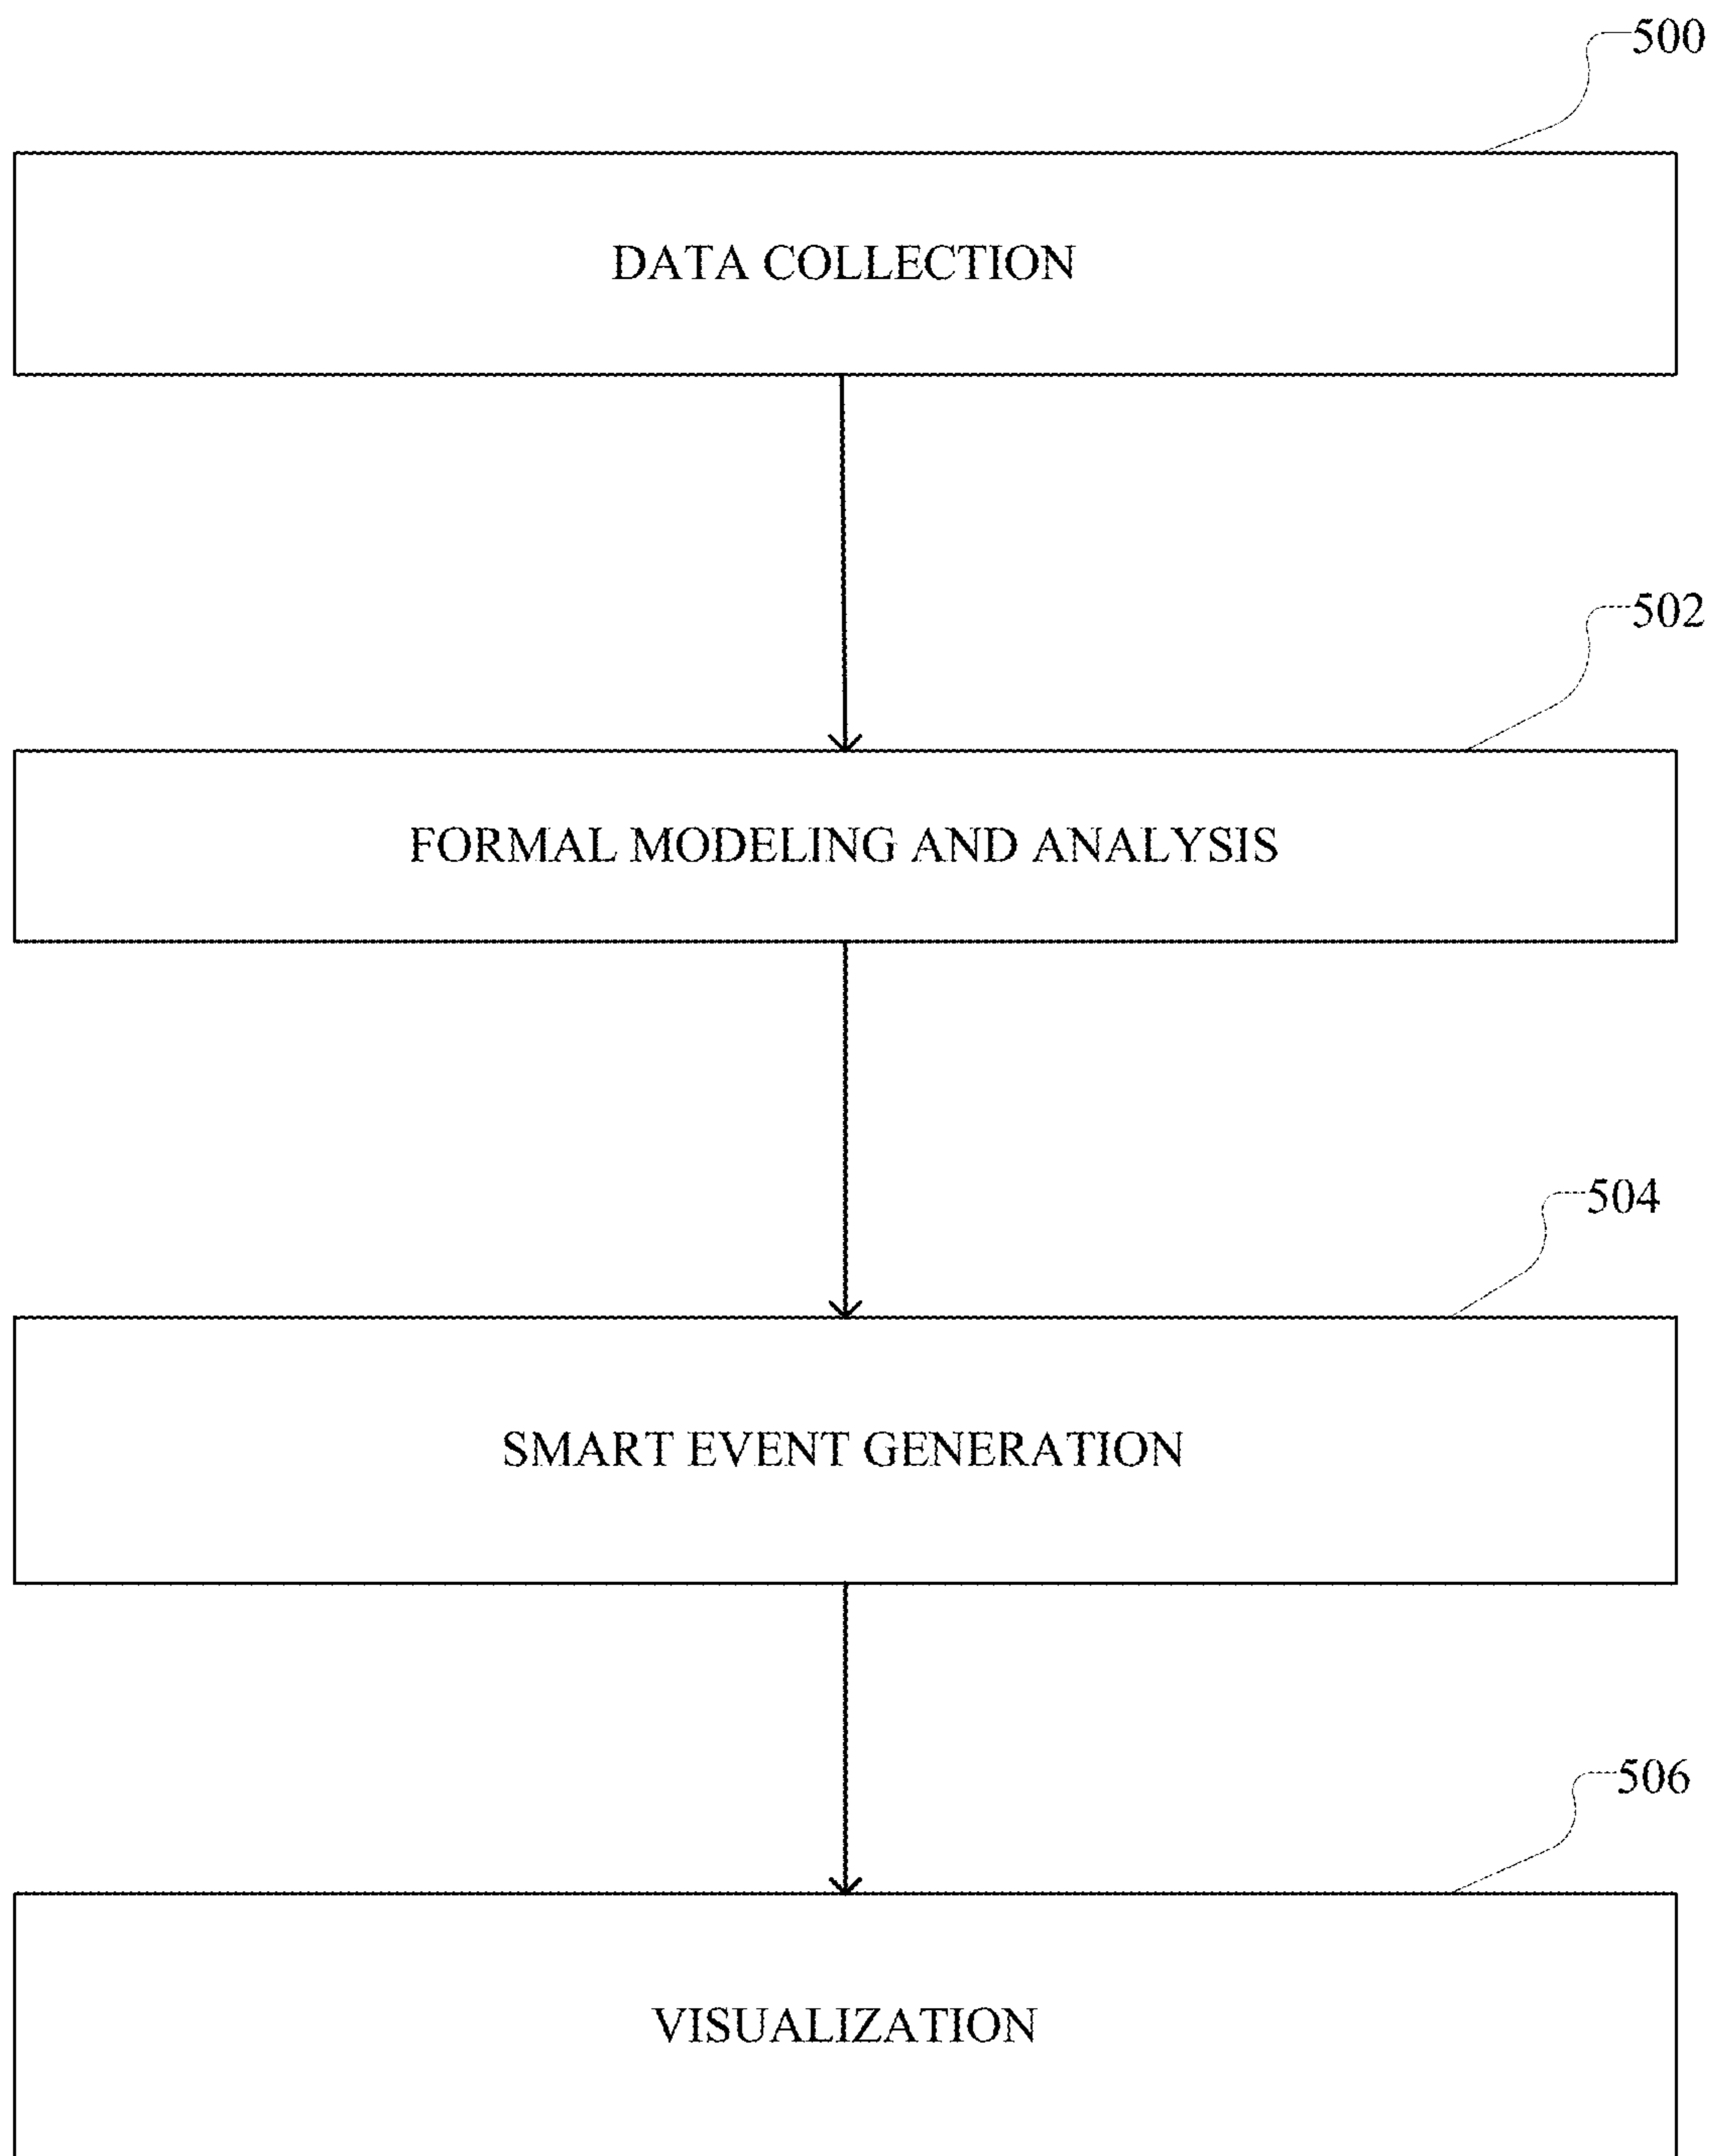 500
DATA COLLECTION
502
FORMAL MODELING AND ANALYSIS
504
SMART EVENT GENERATION
506
VISUALIZATION